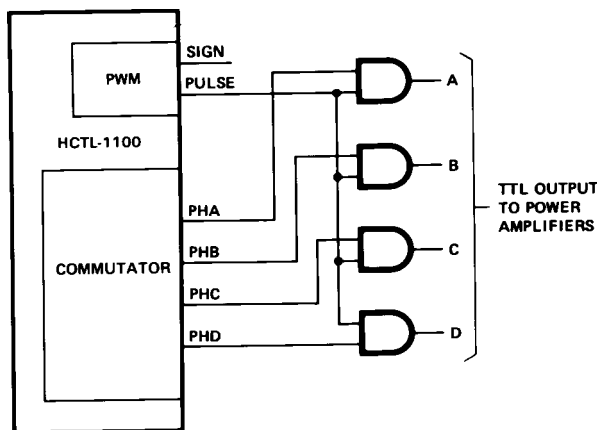 SIGN
PWM
PULSE
HCTL-1100
COMMUTATOR
PHA
PHB
PHC
PHD
A
B
C
D
TTL OUTPUT
TO POWER
AMPLIFIERS